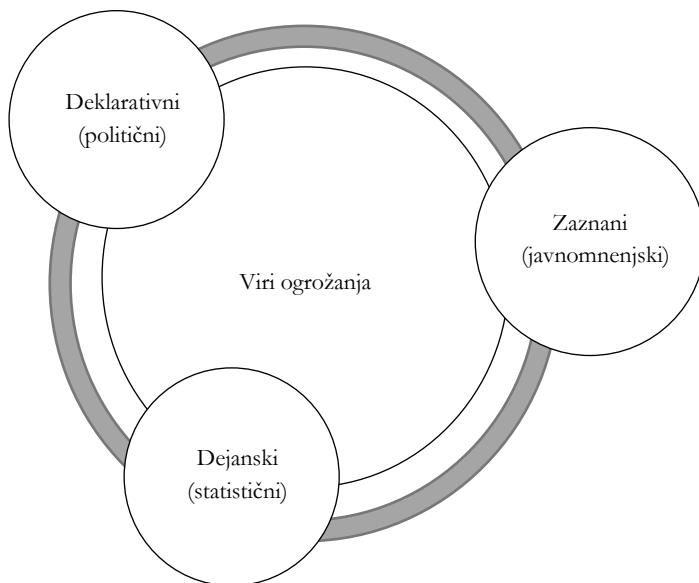 Deklarativni
(politični)
Zaznani
(javnomnenjski)
Viri ogrožanja
Dejanski
(statistični)